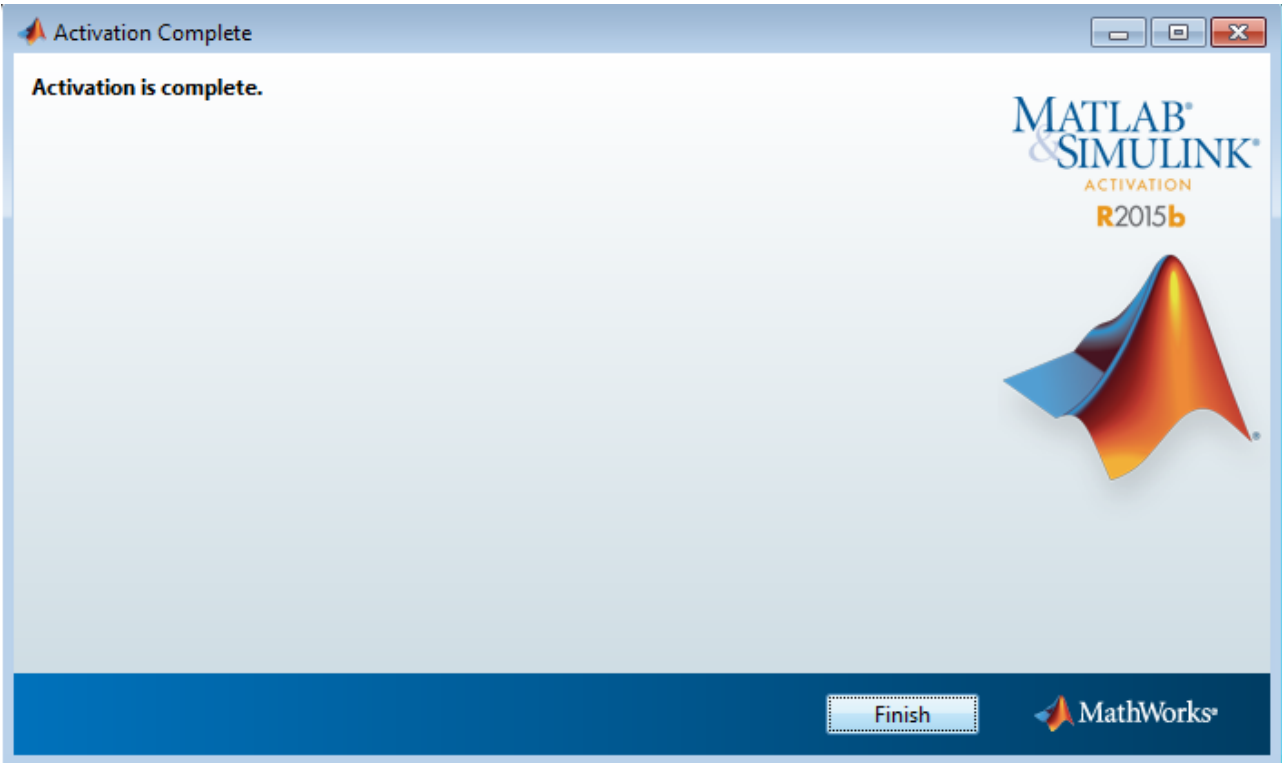 Activation Complete
Activation is complete.
MATLAB®
&SIMULINK®
ACTIVATION
R2015b
®
Finish
MathWorks®